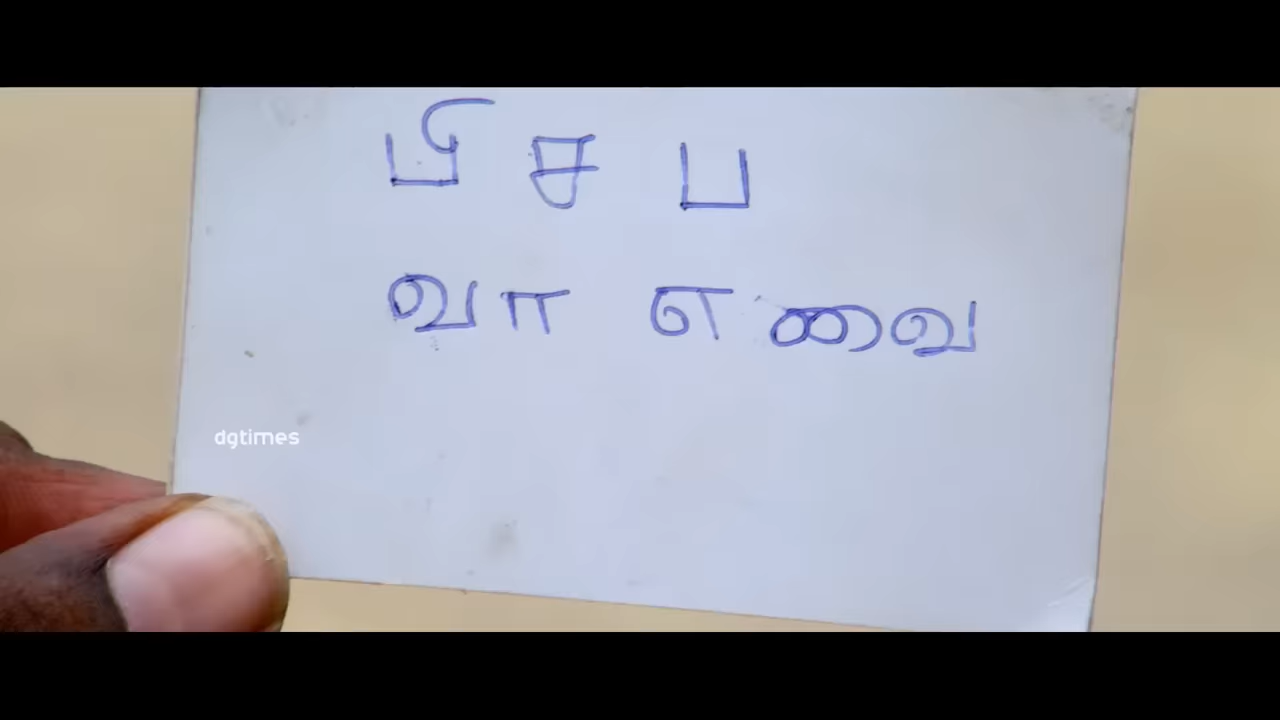 பி ச ப
வா எ வை
dgtimes